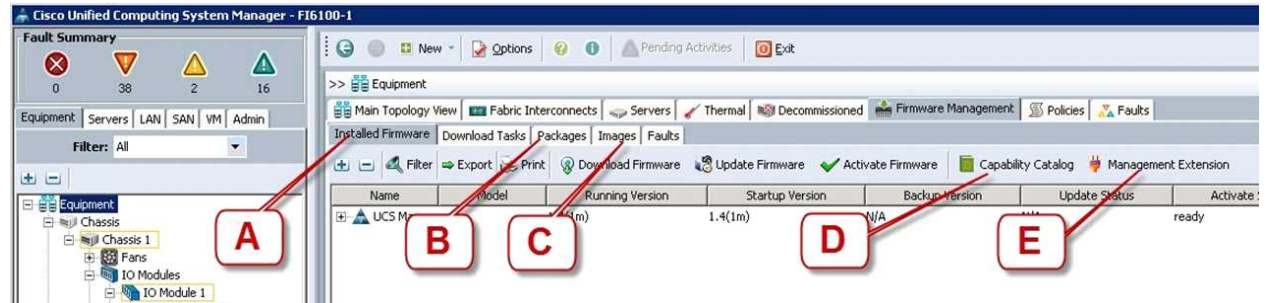 Cisco Unified Computing System Manager - FI6100-1
Fault Summary
0 38 2 16
New Options Pending Activities Exit
>> Equipment
Equipment Servers LAN SAN VM Admin
Filter: All
Main Topology View Fabric Interconnects Servers Thermal Decommissioned Firmware Management Policies Faults
Installed Firmware Download Tasks Packages Images Faults
Filter Export Print Download Firmware Update Firmware Activate Firmware Capability Catalog Management Extension
Name Model Running Version Startup Version Backup Version Update Status Activate
UCS 1.4(1m) N/A ready
Equipment
Chassis
Chassis 1
Fans
IO Modules
IO Module 1
A
B
C
D
E